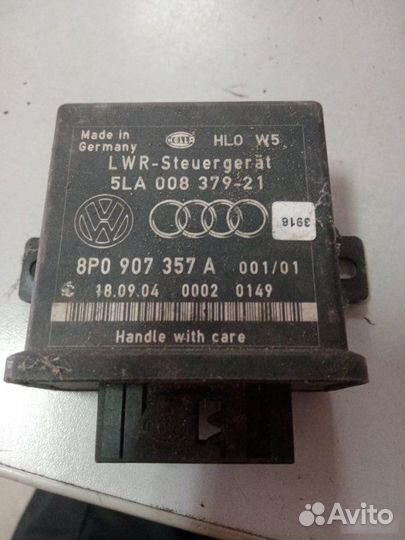 Made in
Germany
HELLA HLO W5
LWR-Steuergerät
5LA 008 379-21
3916
8P0 907 357 A 001/01
18.09.04 0002 0149
Handle with care
Avito